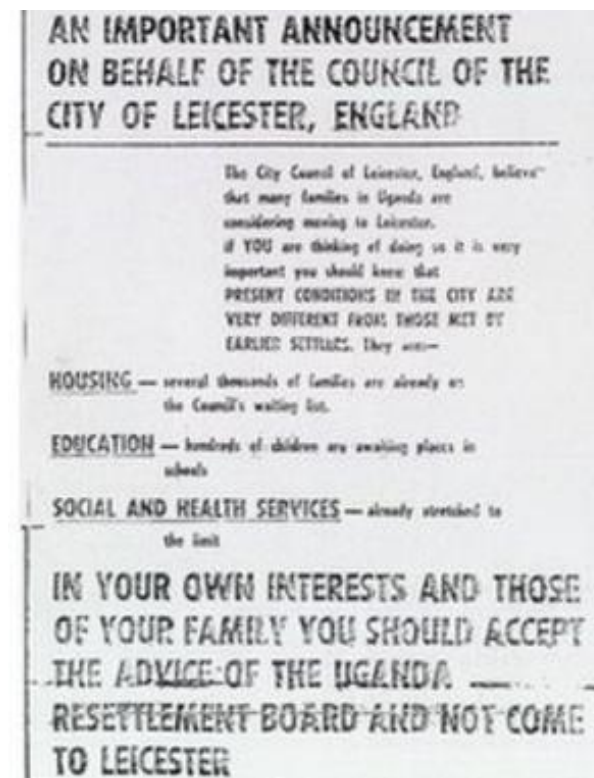 AN IMPORTANT ANNOUNCEMENT
ON BEHALF OF THE COUNCIL OF THE
CITY OF LEICESTER, ENGLAND
The City Council of Leicester, England, believe
that many families in Uganda are
considering moving to Leicester.
if YOU are thinking of doing so it is very
important you should know that
PRESENT CONDITIONS IN THE CITY ARE
VERY DIFFERENT FROM THOSE MET BY
EARLIER SETTLERS. They are:—
HOUSING — several thousands of families are already on
the Council's waiting list.
EDUCATION — hundreds of children are awaiting places in
schools
SOCIAL AND HEALTH SERVICES — already stretched to
the limit
IN YOUR OWN INTERESTS AND THOSE
OF YOUR FAMILY YOU SHOULD ACCEPT
THE ADVICE OF THE UGANDA
RESETTLEMENT BOARD AND NOT COME
TO LEICESTER